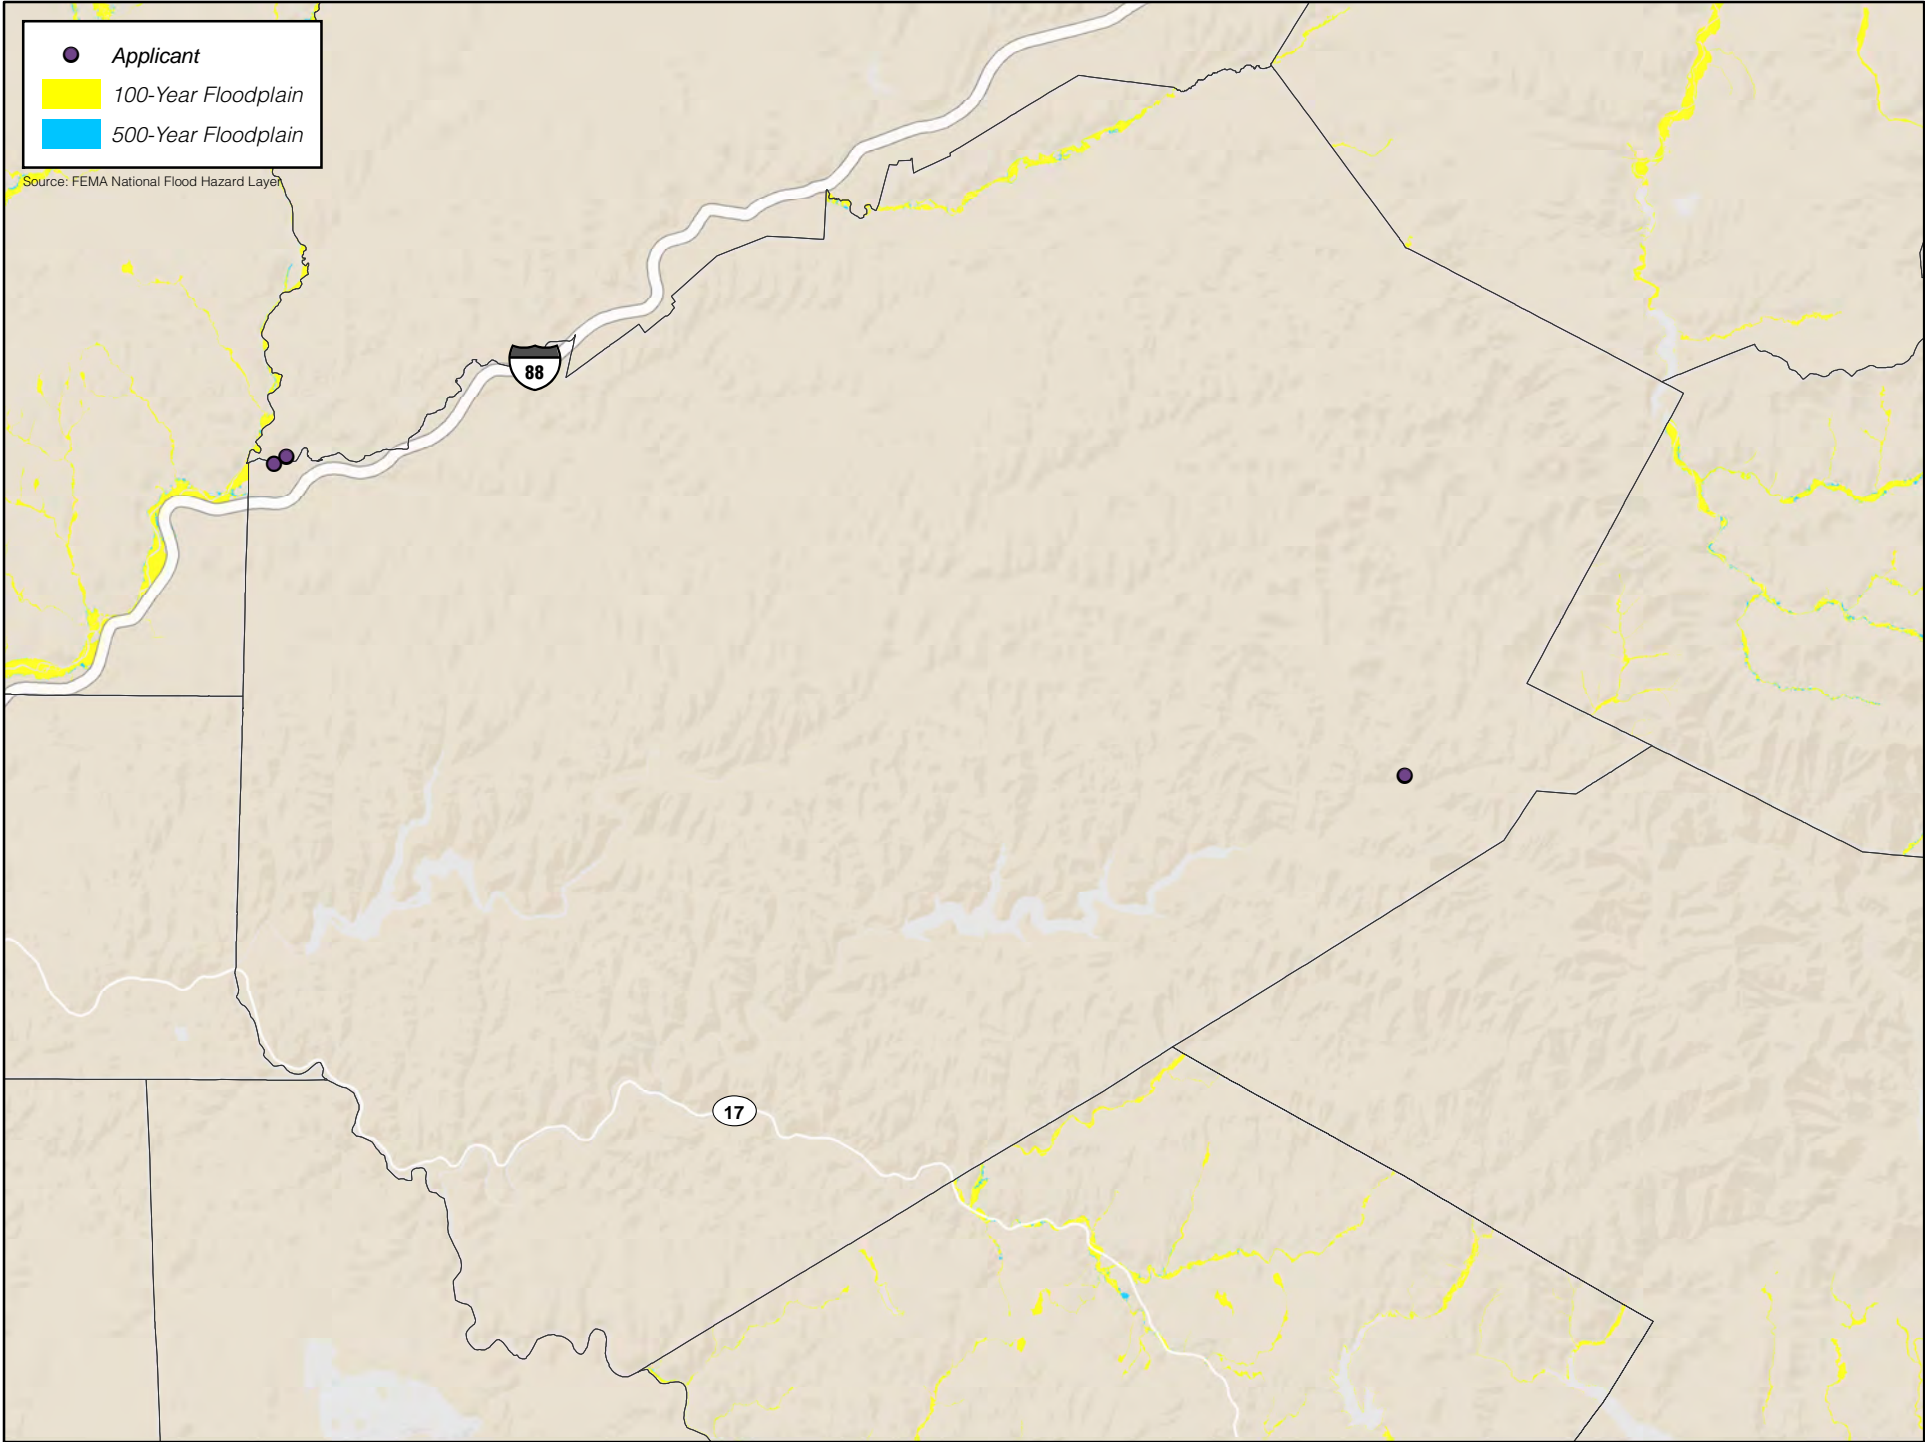 Applicant
100-Year Floodplain
500-Year Floodplain
Source: FEMA National Flood Hazard Layer
88
17